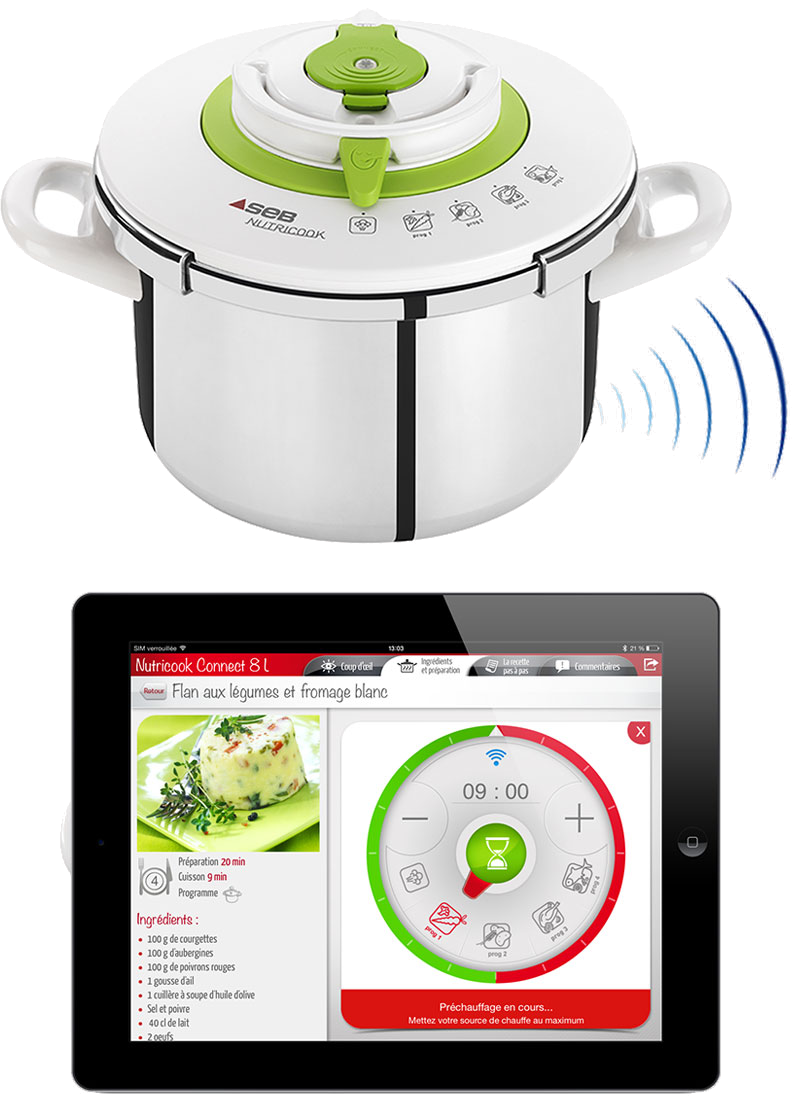 SEB
NUTRICOOK
prog 1
prog 2
prog 3
prog 4
SIM verrouillée
13:03
21 %
Nutricook Connect 8 L
Coup d'œil
Ingrédients
et préparation
La recette
pas à pas
Commentaires
Retour
Flan aux légumes et fromage blanc
X
09 : 00
4
Préparation 20 min
Cuisson 9 min
Programme
prog 1
prog 2
prog 3
prog 4
Ingrédients :
• 100 g de courgettes
• 100 g d'aubergines
• 100 g de poivrons rouges
• 1 gousse d'ail
• 1 cuillère à soupe d'huile d'olive
• Sel et poivre
• 40 cl de lait
• 2 oeufs
Préchauffage en cours...
Mettez votre source de chauffe au maximum